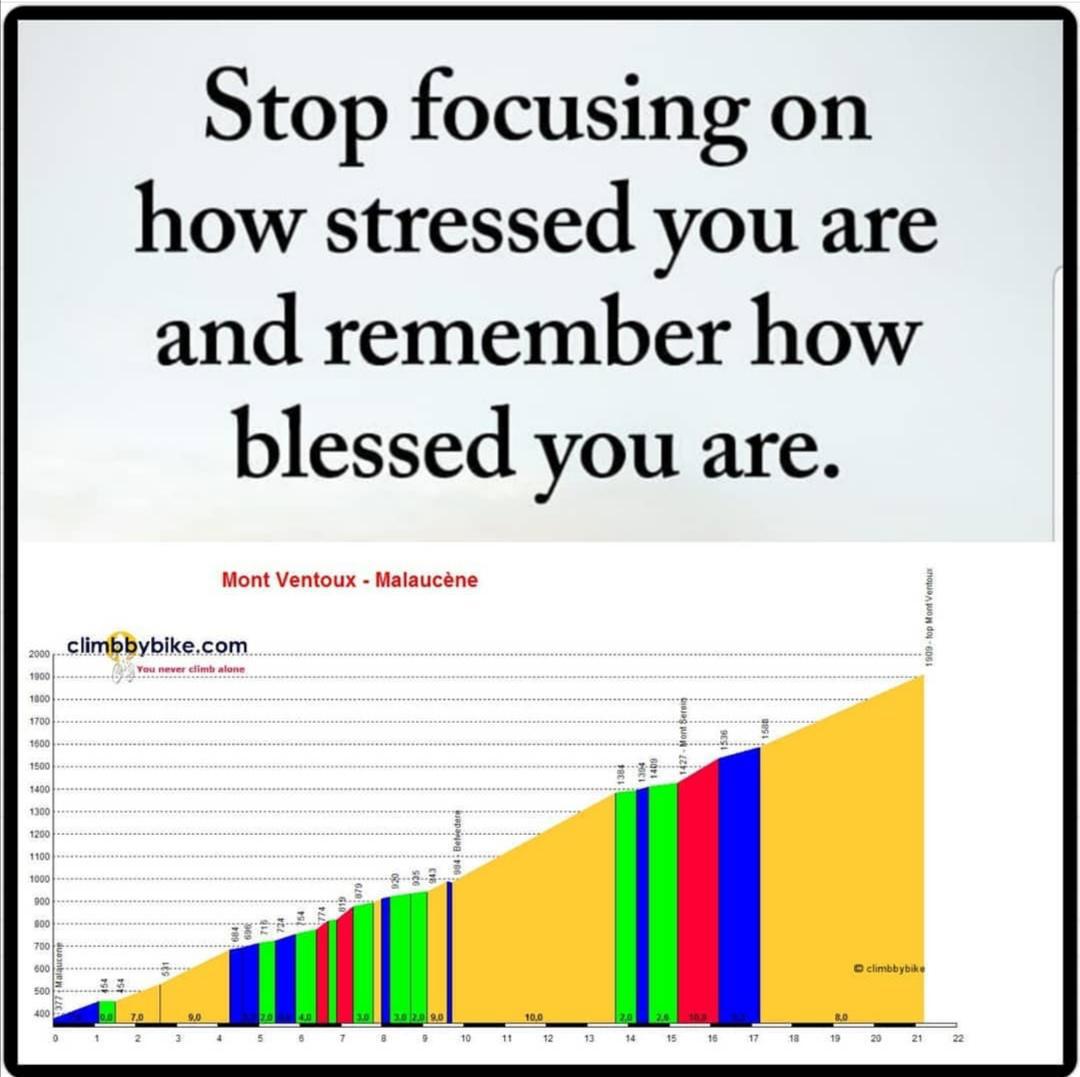 Stop focusing on
how stressed you are
and remember how
blessed you are.
Mont Ventoux - Malaucène
climbbybike.com
You never climb alone
1909 - top Mont Ventoux
2000
1900
1800
1700
1600
1500
1400
1300
1200
1100
1000
900
800
700
600
500
400
377 - Malaucene
454
454
531
684
696
724
754
774
819
879
920
935
943
984 - Belvedere
1384
1394
1409
1427 - Mont Serein
1536
1588
© climbbybike
0,0 7,0 9,0 2,0 4,0 3,0 3,0 2,0 9,0 10,0 2,0 2,6 8,0
0 1 2 3 4 5 6 7 8 9 10 11 12 13 14 15 16 17 18 19 20 21 22